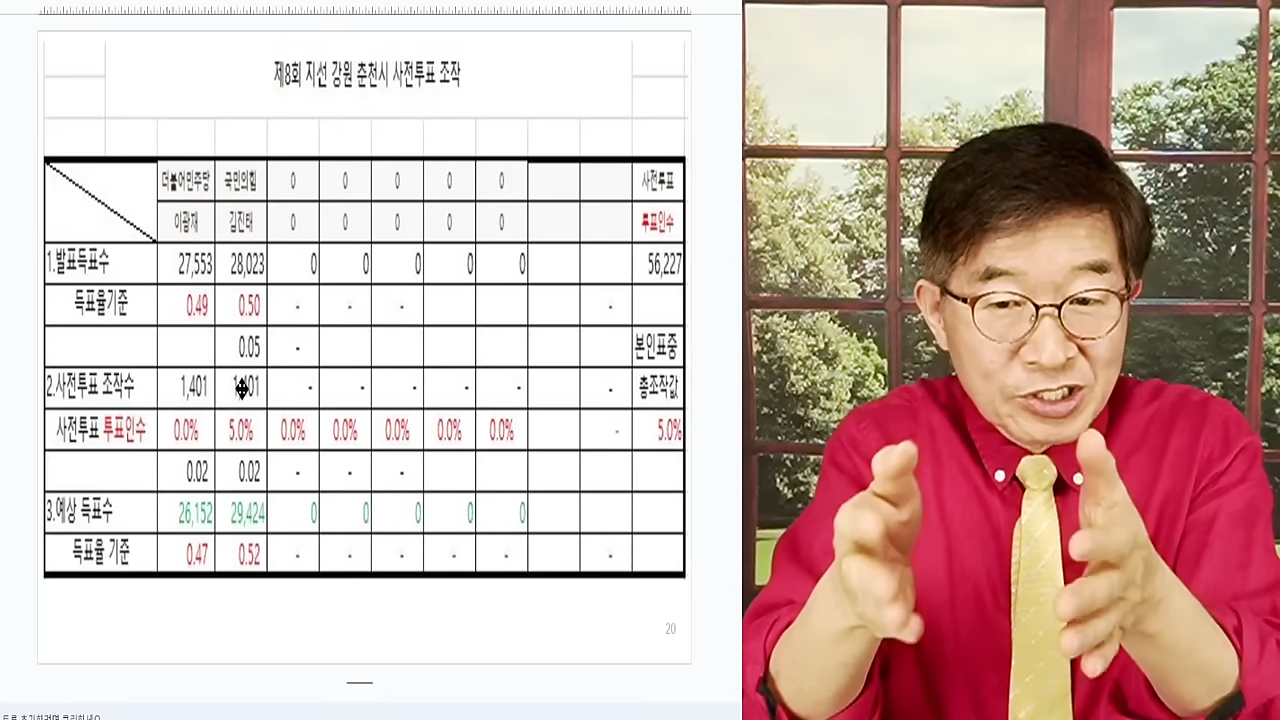 제8회 지선 강원 춘천시 사전투표 조작
더불어민주당 국민의힘 0 0 0 0 0 사전투표
이광재 김진태 0 0 0 0 0 투표인수
1.발표득표수 27,553 28,023 0 0 0 0 0 56,227
득표율기준 0.49 0.50 - - - -
0.05 - 본인표중
2.사전투표 조작수 1,401 1,401 - - - - - - 총조작값
사전투표 투표인수 0.0% 5.0% 0.0% 0.0% 0.0% 0.0% 0.0% - 5.0%
0.02 0.02 - - -
3.예상 득표수 26,152 29,424 0 0 0 0 0
득표율 기준 0.47 0.52 - - - - - -
20